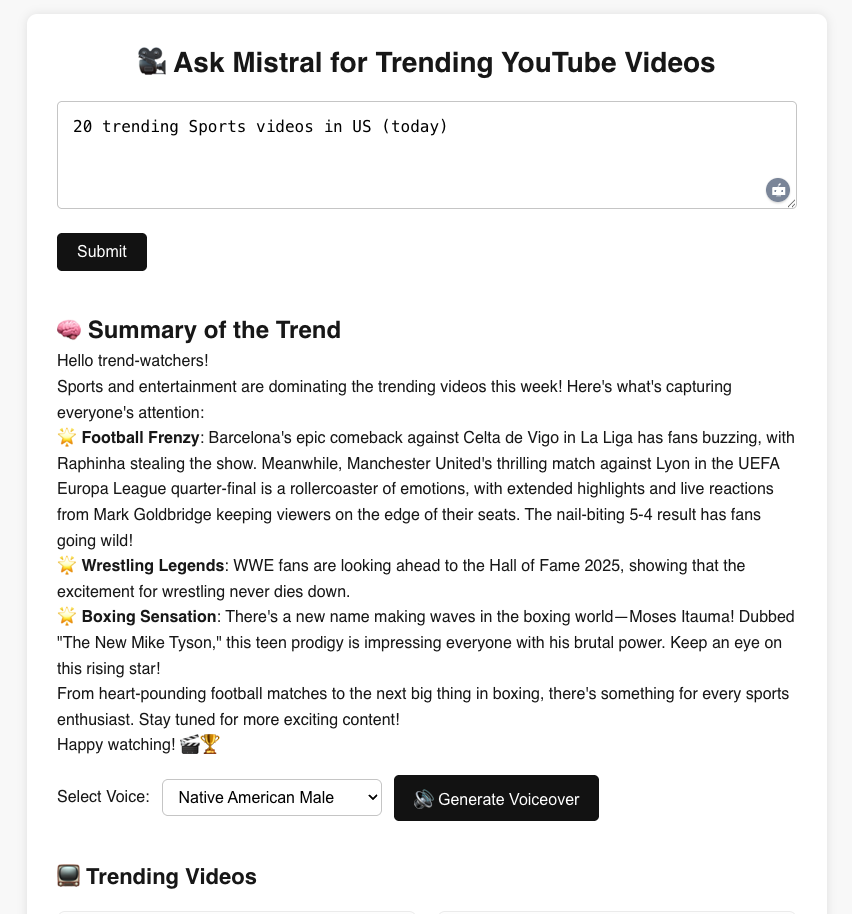 🎥 Ask Mistral for Trending YouTube Videos
20 trending Sports videos in US (today)
Submit
🧠 Summary of the Trend
Hello trend-watchers!
Sports and entertainment are dominating the trending videos this week! Here's what's capturing
everyone's attention:
🌟 Football Frenzy: Barcelona's epic comeback against Celta de Vigo in La Liga has fans buzzing, with
Raphinha stealing the show. Meanwhile, Manchester United's thrilling match against Lyon in the UEFA
Europa League quarter-final is a rollercoaster of emotions, with extended highlights and live reactions
from Mark Goldbridge keeping viewers on the edge of their seats. The nail-biting 5-4 result has fans
going wild!
🌟 Wrestling Legends: WWE fans are looking ahead to the Hall of Fame 2025, showing that the
excitement for wrestling never dies down.
🌟 Boxing Sensation: There's a new name making waves in the boxing world—Moses Itauma! Dubbed
"The New Mike Tyson," this teen prodigy is impressing everyone with his brutal power. Keep an eye on
this rising star!
From heart-pounding football matches to the next big thing in boxing, there's something for every sports
enthusiast. Stay tuned for more exciting content!
Happy watching! 🎬🏆
Select Voice: Native American Male 🔊 Generate Voiceover
📺 Trending Videos